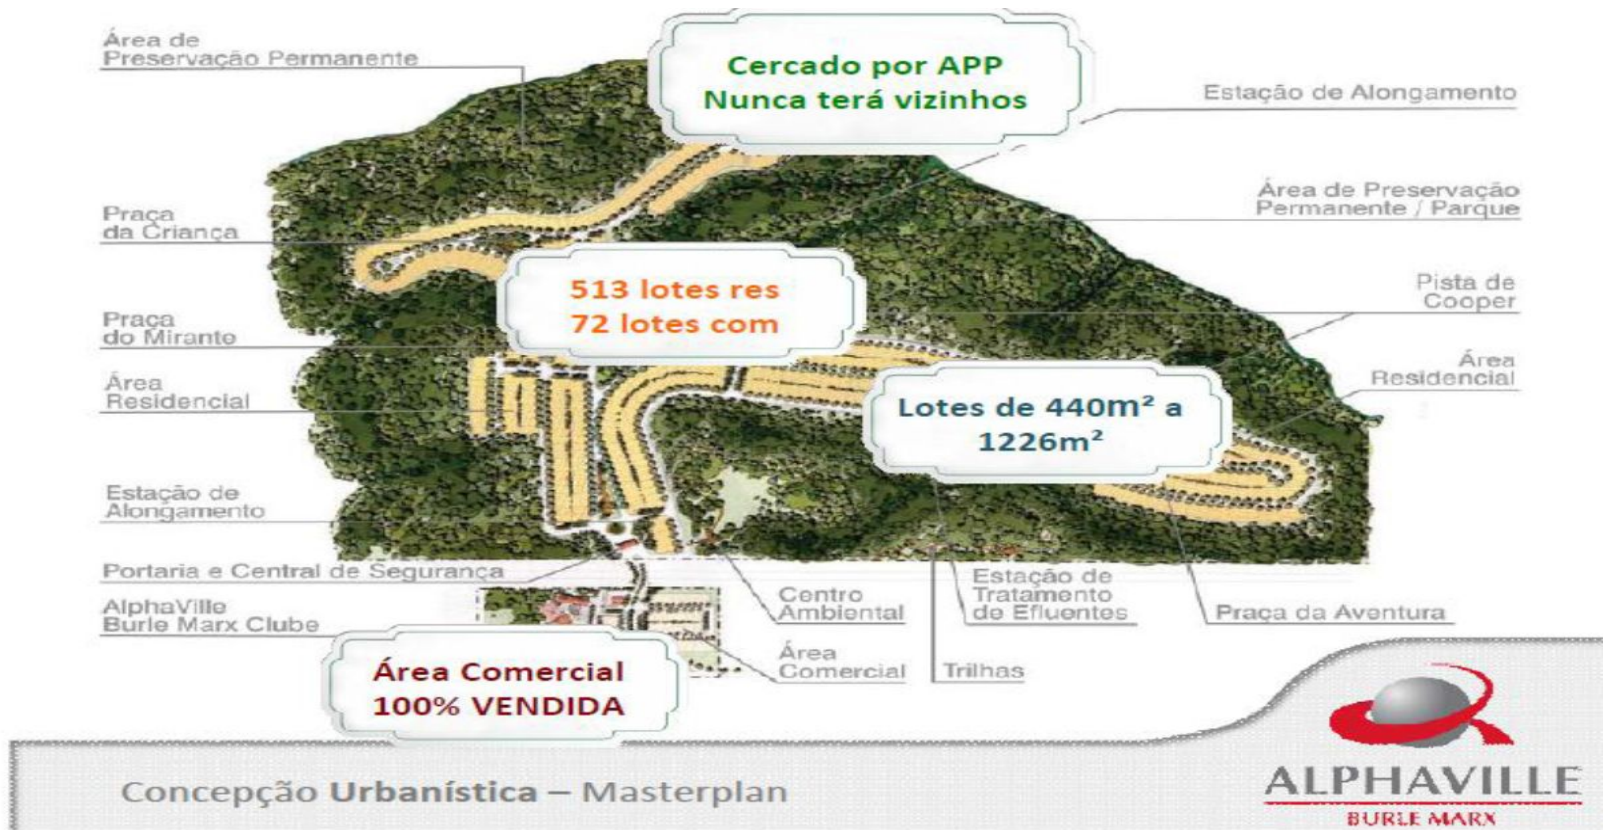 Área de
Preservação Permanente
Cercado por APP
Nunca terá vizinhos
Estação de Alongamento
Área de Preservação
Permanente / Parque
Praça
da Criança
513 lotes res
72 lotes com
Pista de
Cooper
Praça
do Mirante
Área
Residencial
Área
Residencial
Lotes de 440m² a
1226m²
Estação de
Alongamento
Portaria e Central de Segurança
AlphaVille
Burle Marx Clube
Centro
Ambiental
Estação de
Tratamento
de Efluentes
Praça da Aventura
Área
Comercial
Trilhas
Área Comercial
100% VENDIDA
Concepção Urbanística – Masterplan
ALPHAVILLE
BURLE MARX